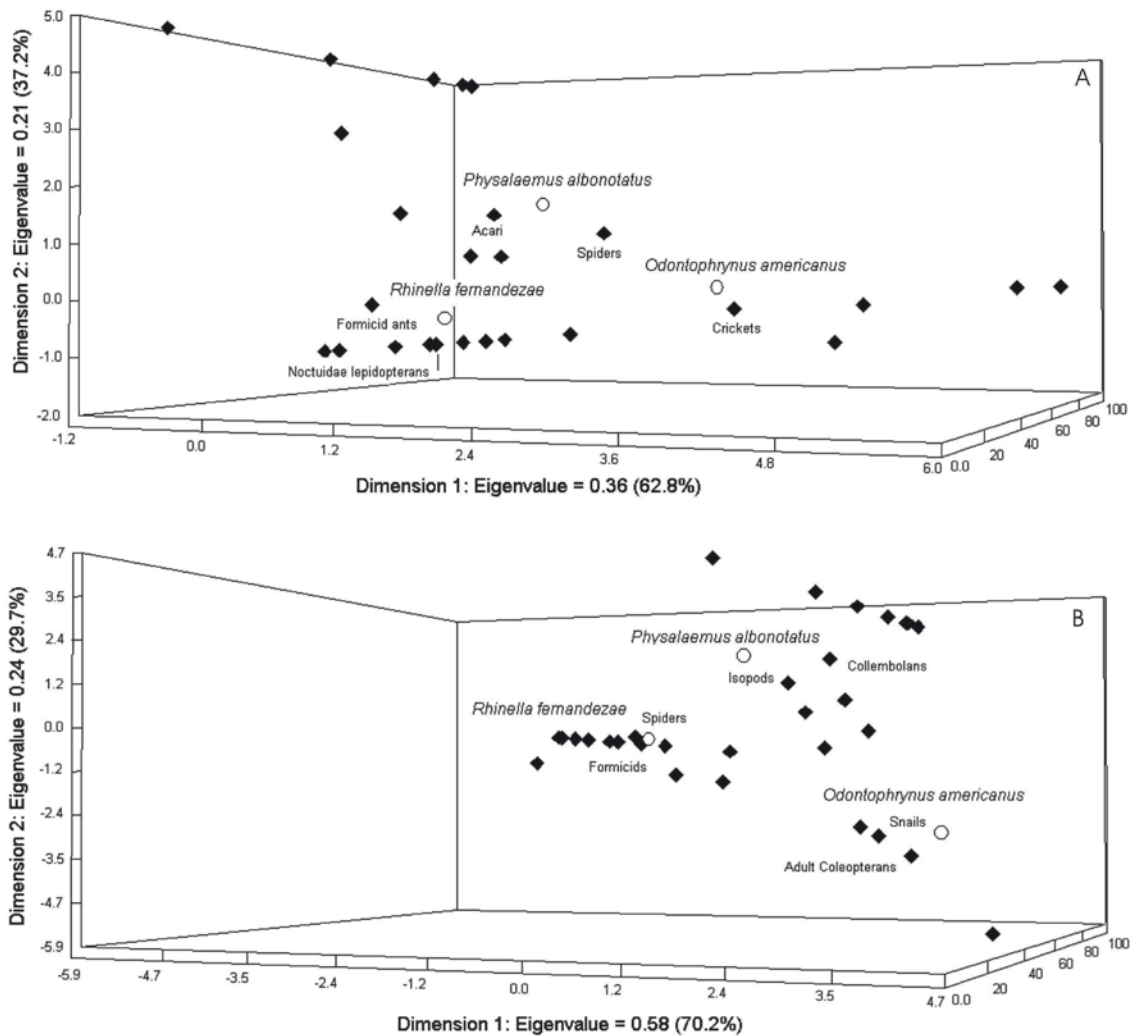 A
5.0
4.0
3.0
2.0
1.0
0.0
-1.0
-2.0
Dimension 2: Eigenvalue = 0.21 (37.2%)
Physalaemus albonotatus
Acari
Spiders
Odontophrynus americanus
Rhinella fernandezae
Formicid ants
Crickets
Noctuidae lepidopterans
-1.2 0.0 1.2 2.4 3.6 4.8 6.0
0.0 20 40 60 80 100
Dimension 1: Eigenvalue = 0.36 (62.8%)
B
4.7
3.5
2.4
1.2
0.0
-1.2
-2.4
-3.5
-4.7
-5.9
Dimension 2: Eigenvalue = 0.24 (29.7%)
Physalaemus albonotatus
Collembolans
Isopods
Rhinella fernandezae
Spiders
Formicids
Odontophrynus americanus
Snails
Adult Coleopterans
-5.9 -4.7 -3.5 -2.4 -1.2 0.0 1.2 2.4 3.5 4.7
0.0 20 40 60 80 100
Dimension 1: Eigenvalue = 0.58 (70.2%)